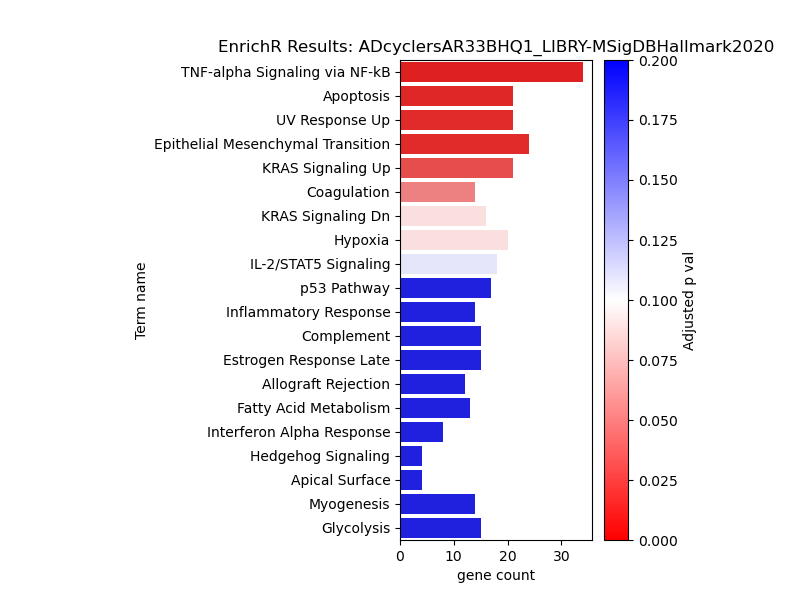 EnrichR Results: ADcyclersAR33BHQ1_LIBRY-MSigDBHallmark2020
TNF-alpha Signaling via NF-kB
Apoptosis
UV Response Up
Epithelial Mesenchymal Transition
KRAS Signaling Up
Coagulation
KRAS Signaling Dn
Hypoxia
IL-2/STAT5 Signaling
p53 Pathway
Inflammatory Response
Complement
Estrogen Response Late
Allograft Rejection
Fatty Acid Metabolism
Interferon Alpha Response
Hedgehog Signaling
Apical Surface
Myogenesis
Glycolysis
Term name
0 10 20 30
gene count
0.200
0.175
0.150
0.125
0.100
0.075
0.050
0.025
0.000
Adjusted p val